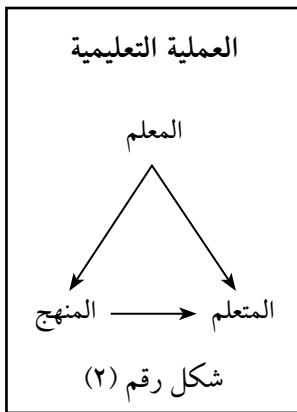 العملية التعليمية
المعلم
المنهج
المتعلم
شكل رقم (٢)